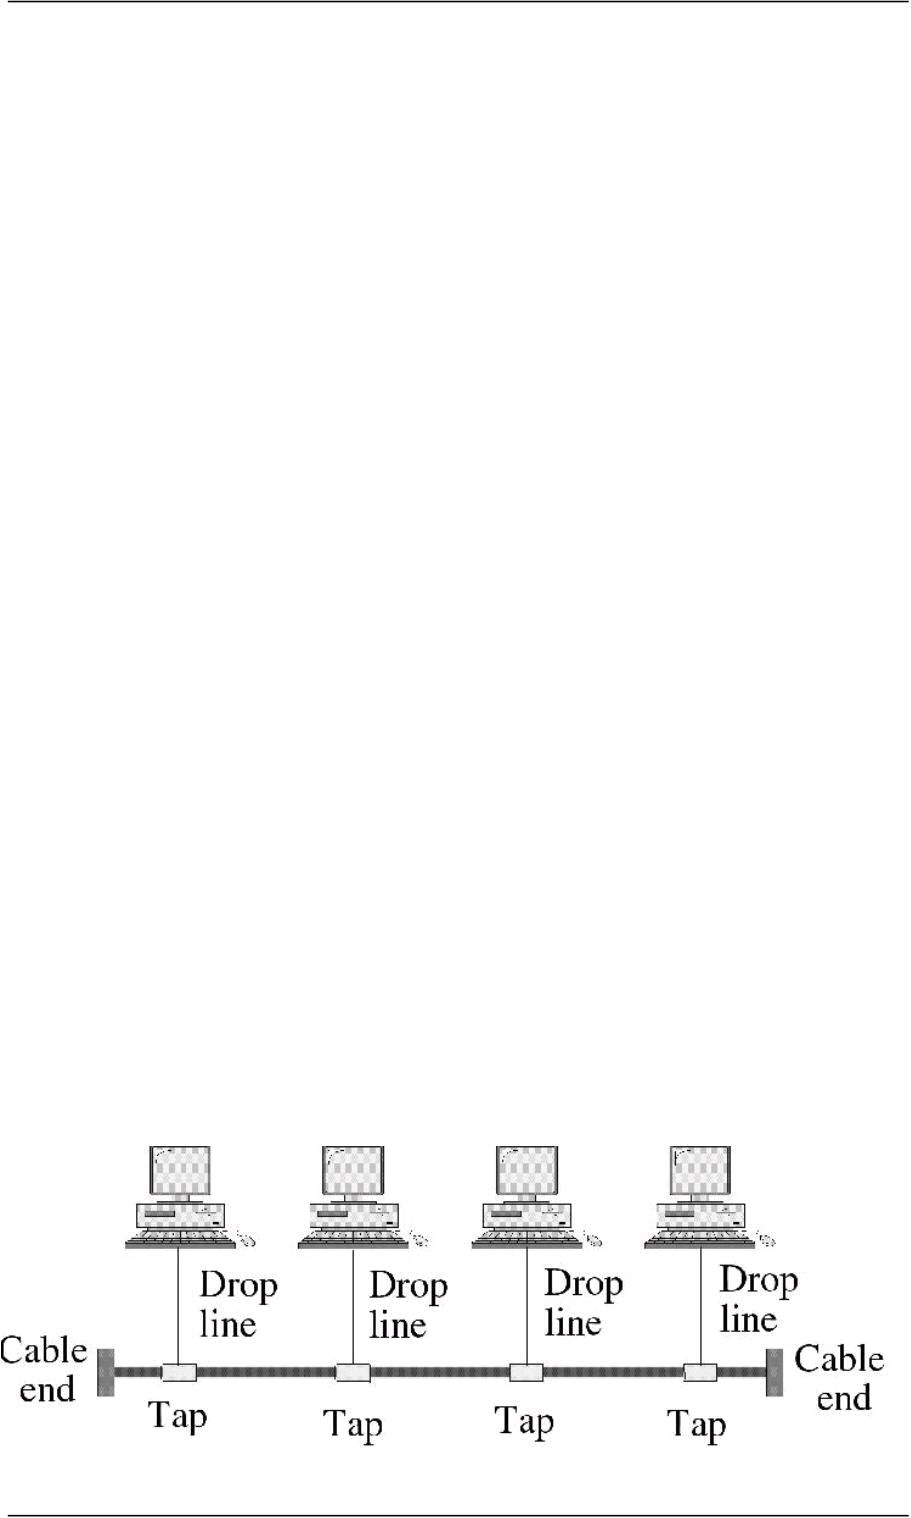 Drop
line
Drop
line
Drop
line
Drop
line
Cable
end
Cable
end
Tap
Tap
Tap
Tap